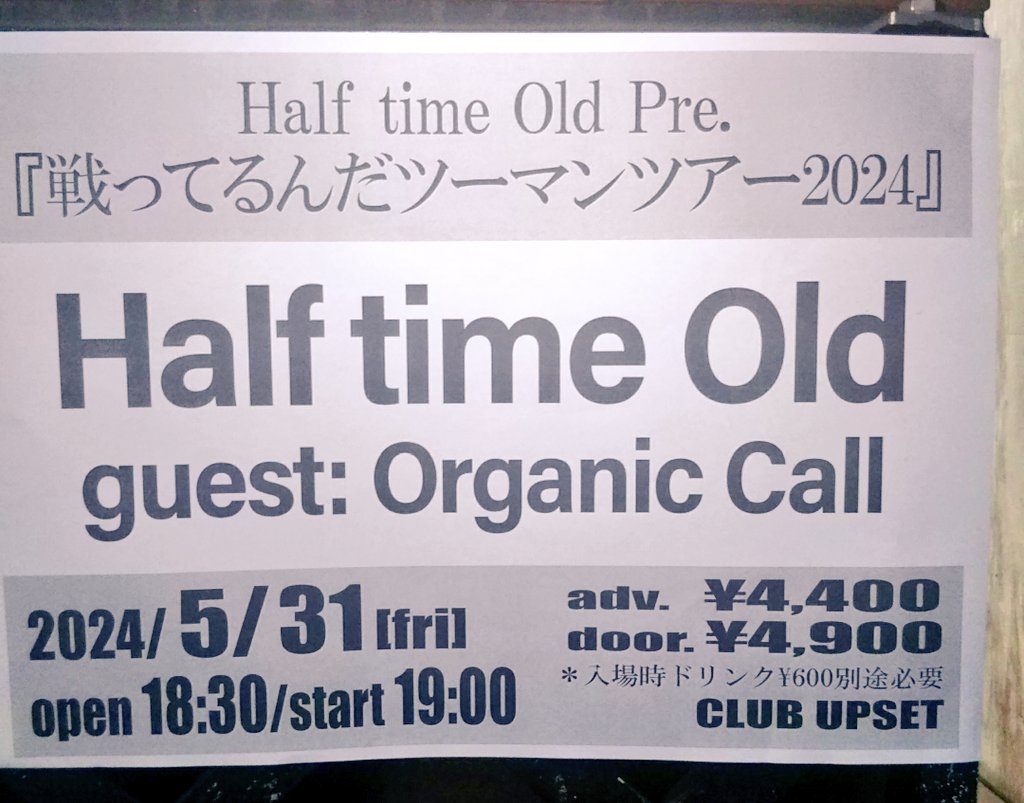 Half time Old Pre.
『戦ってるんだツーマンツアー2024』
Half time Old
guest: Organic Call
2024/5/31[fri]
open 18:30/start 19:00
adv. ¥4,400
door. ¥4,900
＊入場時ドリンク¥600別途必要
CLUB UPSET